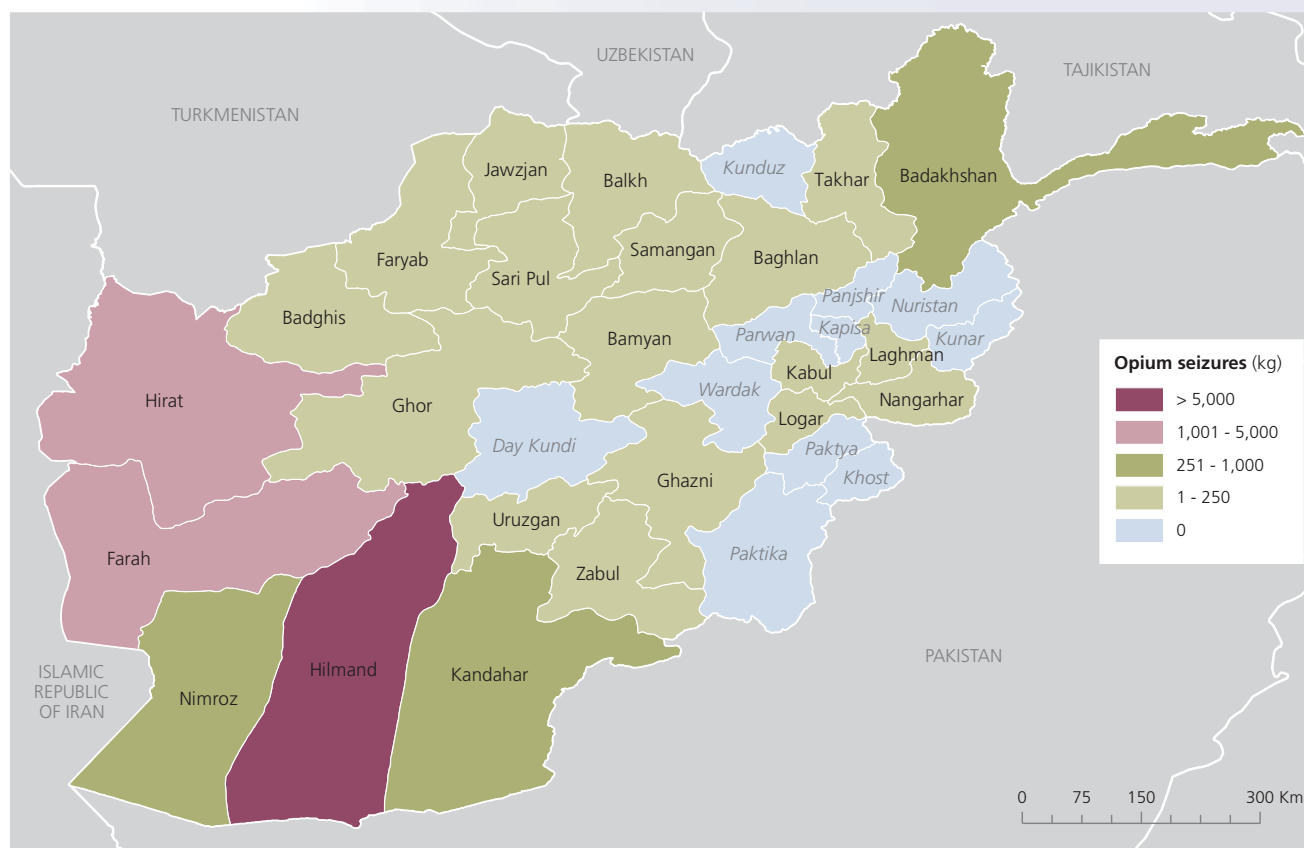 UZBEKISTAN
TAJIKISTAN
TURKMENISTAN
Jawzjan
Balkh
Kunduz
Takhar
Badakhshan
Faryab
Sari Pul
Samangan
Baghlan
Badghis
Panjshir
Nuristan
Bamyan
Parwan
Kapisa
Kunar
Laghman
Kabul
Hirat
Ghor
Wardak
Nangarhar
Logar
Day Kundi
Paktya
Ghazni
Khost
Uruzgan
Farah
Zabul
Paktika
Hilmand
Kandahar
Nimroz
PAKISTAN
ISLAMIC
REPUBLIC
OF IRAN
Opium seizures (kg)
> 5,000
1,001 - 5,000
251 - 1,000
1 - 250
0
0 75 150 300 Km